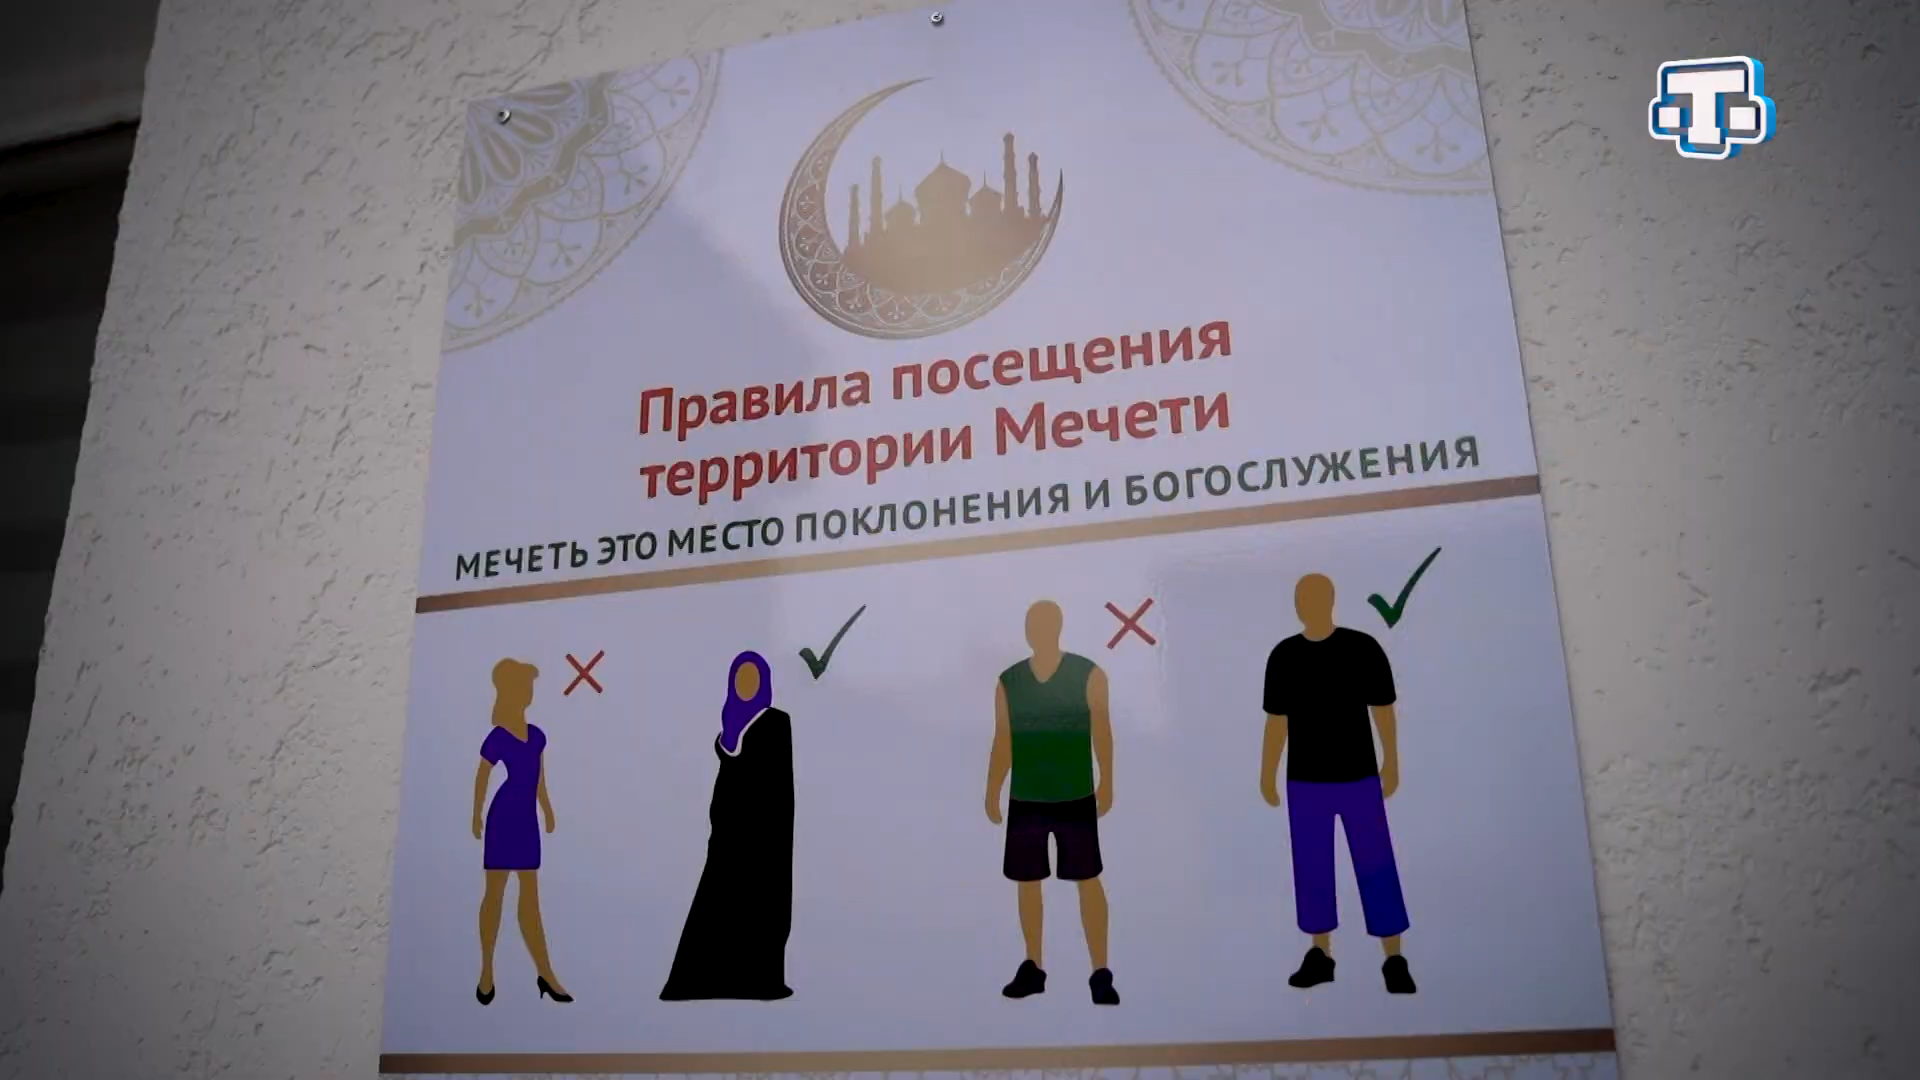 Правила посещения
территории Мечети
МЕЧЕТЬ ЭТО МЕСТО ПОКЛОНЕНИЯ И БОГОСЛУЖЕНИЯ
Т